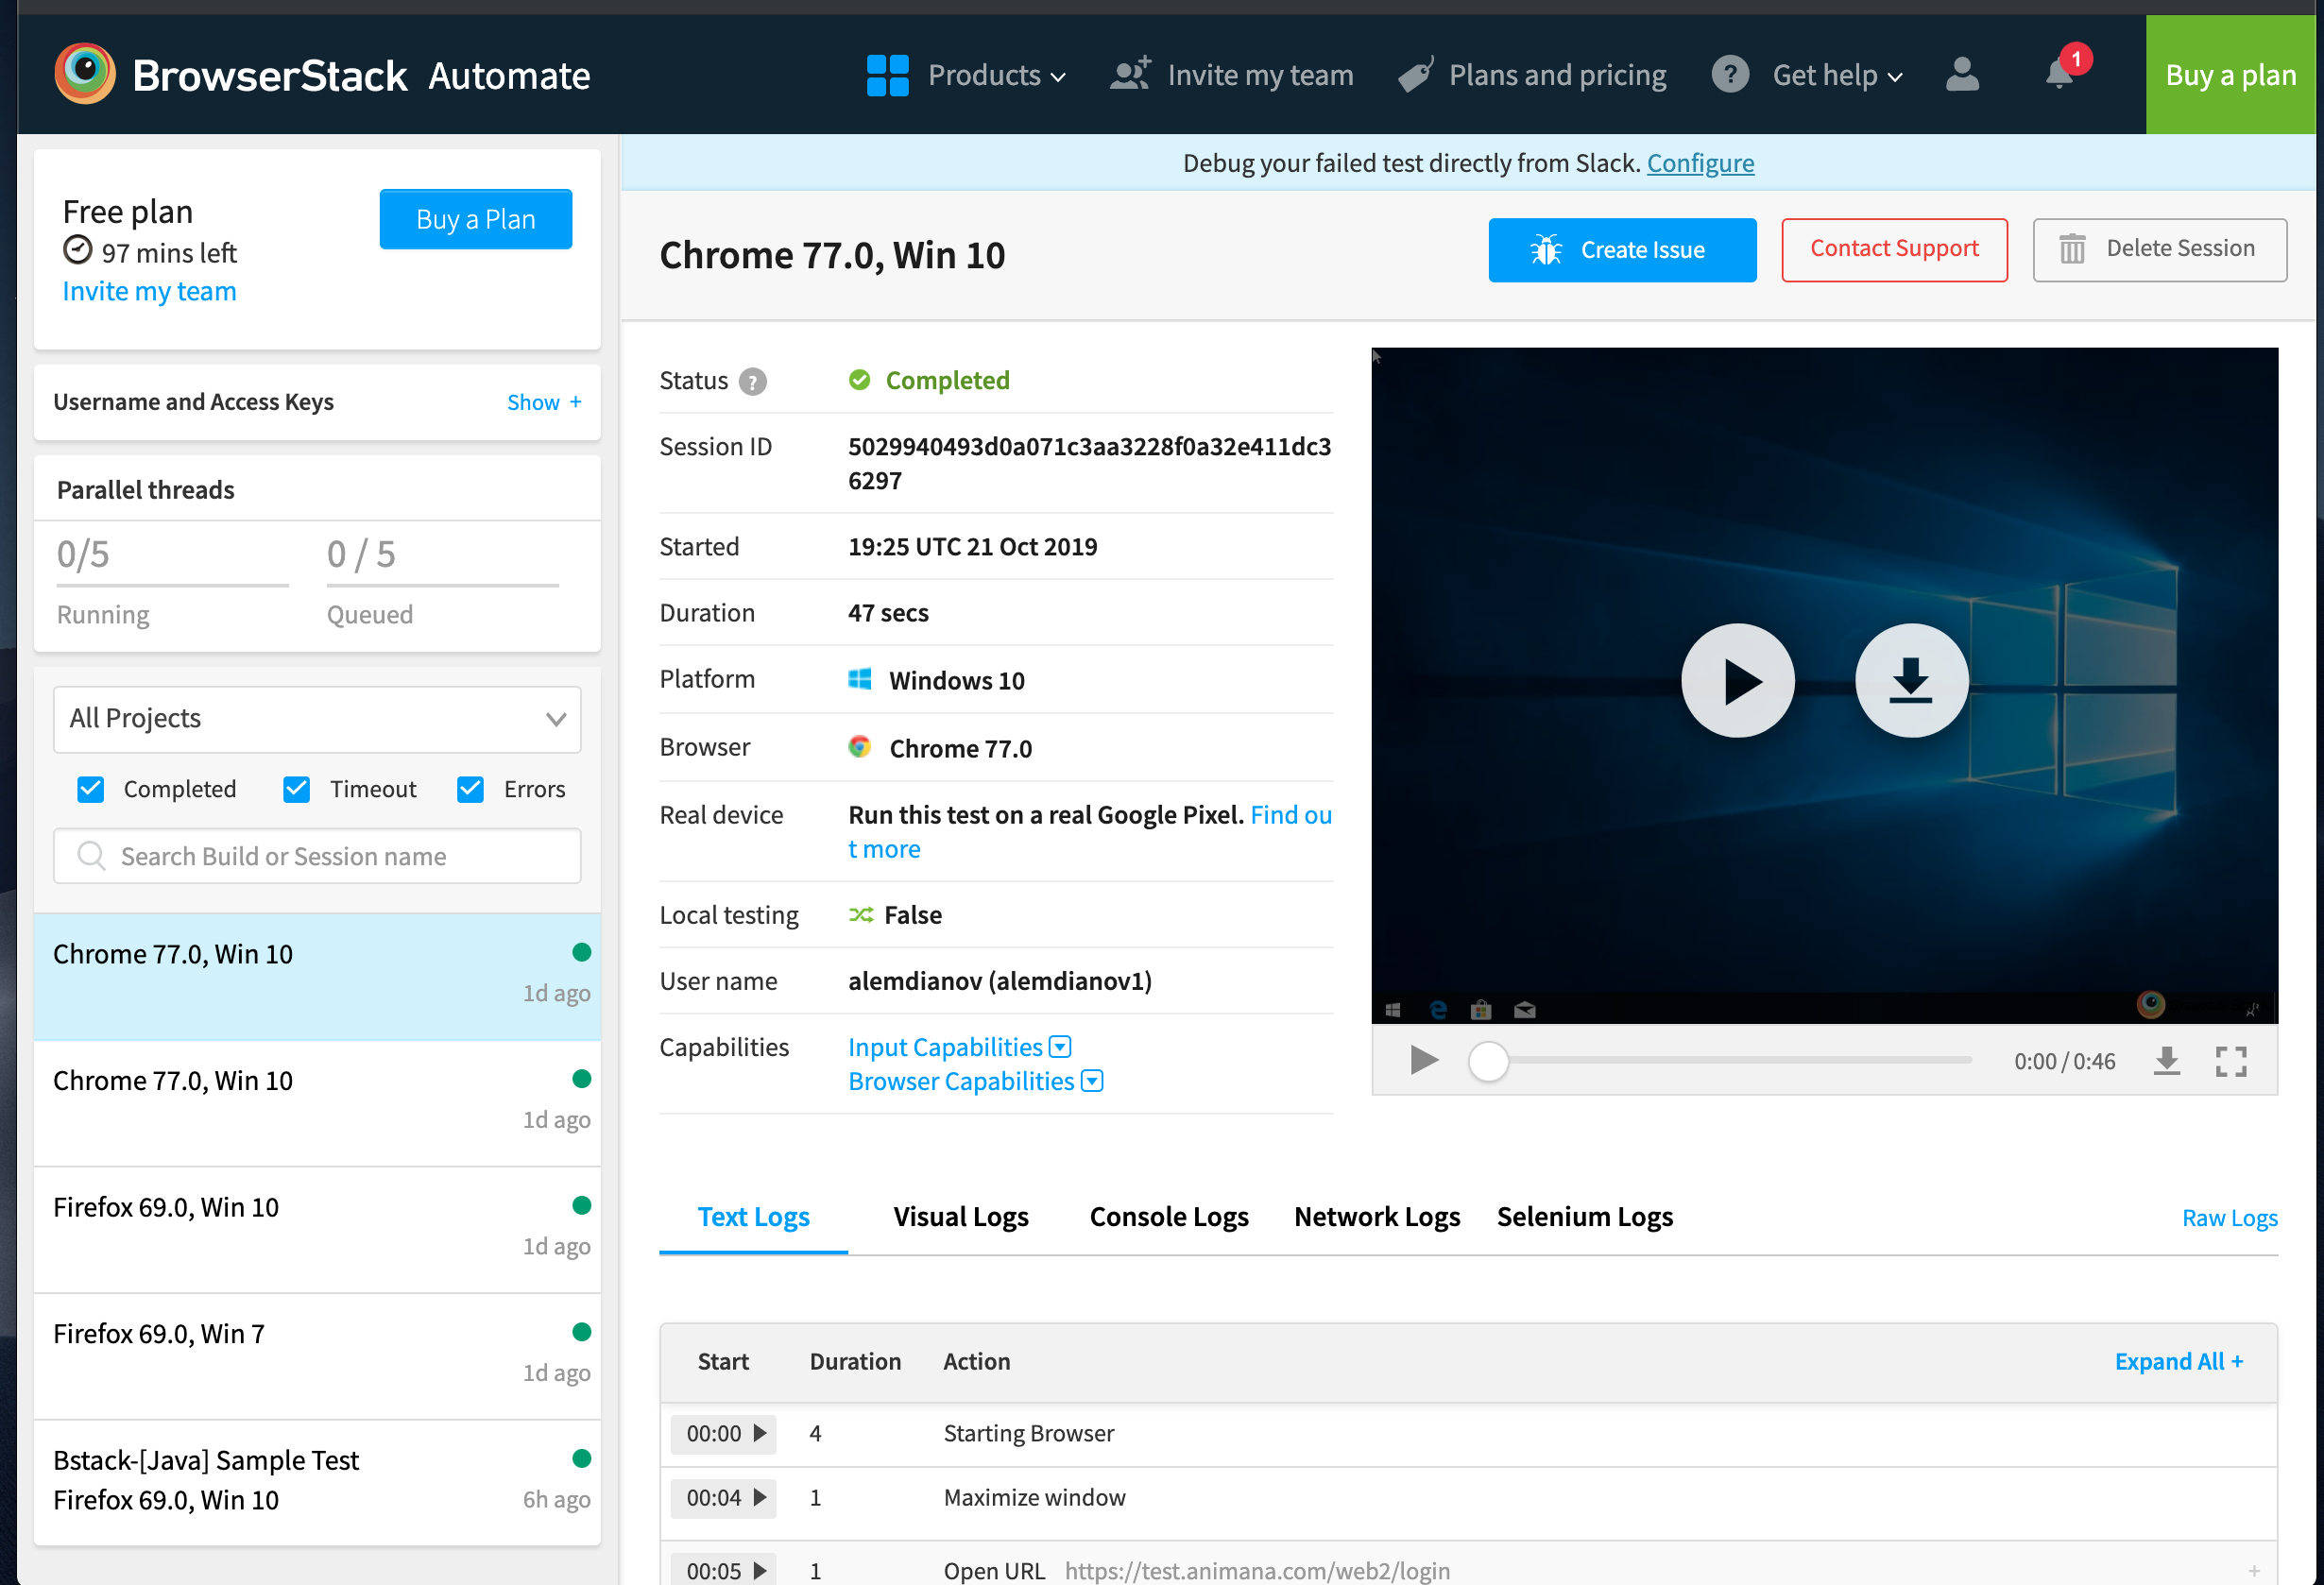 BrowserStack Automate
Products
Invite my team
Plans and pricing
? Get help
1
Buy a plan
Free plan
97 mins left
Invite my team
Buy a Plan
Username and Access Keys
Show +
Parallel threads
0/5
0 / 5
Running
Queued
All Projects
Completed
Timeout
Errors
Search Build or Session name
Chrome 77.0, Win 10
1d ago
Chrome 77.0, Win 10
1d ago
Firefox 69.0, Win 10
1d ago
Firefox 69.0, Win 7
1d ago
Bstack-[Java] Sample Test
Firefox 69.0, Win 10
6h ago
Debug your failed test directly from Slack. Configure
Chrome 77.0, Win 10
Create Issue
Contact Support
Delete Session
Status ?
Completed
Session ID
5029940493d0a071c3aa3228f0a32e411dc3
6297
Started
19:25 UTC 21 Oct 2019
Duration
47 secs
Platform
Windows 10
Browser
Chrome 77.0
Real device
Run this test on a real Google Pixel. Find ou
t more
Local testing
False
User name
alemdianov (alemdianov1)
Capabilities
Input Capabilities
Browser Capabilities
0:00 / 0:46
Text Logs
Visual Logs
Console Logs
Network Logs
Selenium Logs
Raw Logs
Start
Duration
Action
Expand All +
00:00
4
Starting Browser
00:04
1
Maximize window
00:05
1
Open URL https://test.animana.com/web2/login
+